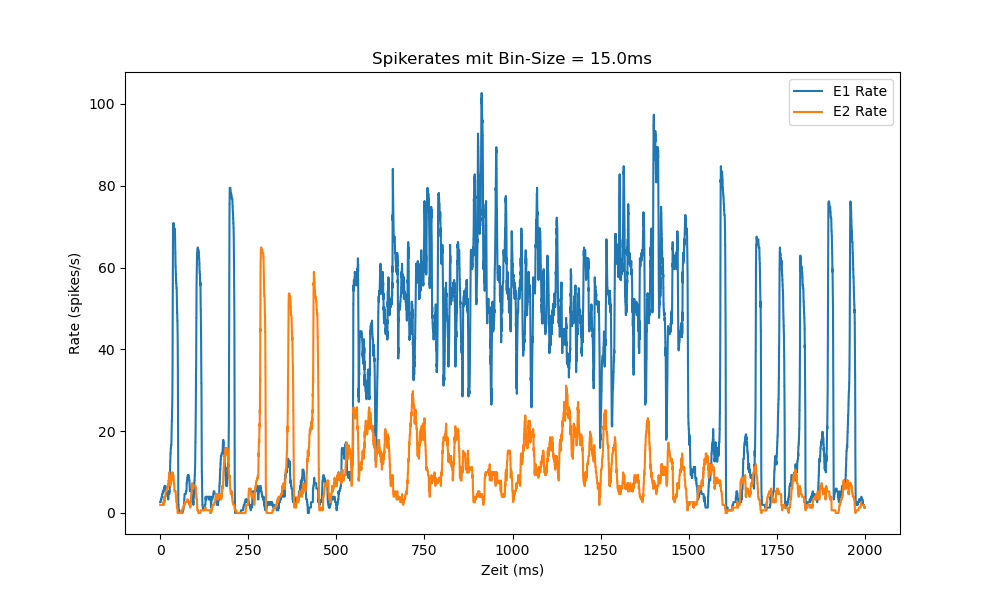 Spikerates mit Bin-Size = 15.0ms
E1 Rate
E2 Rate
100
80
60
40
20
0
Rate (spikes/s)
0 250 500 750 1000 1250 1500 1750 2000
Zeit (ms)